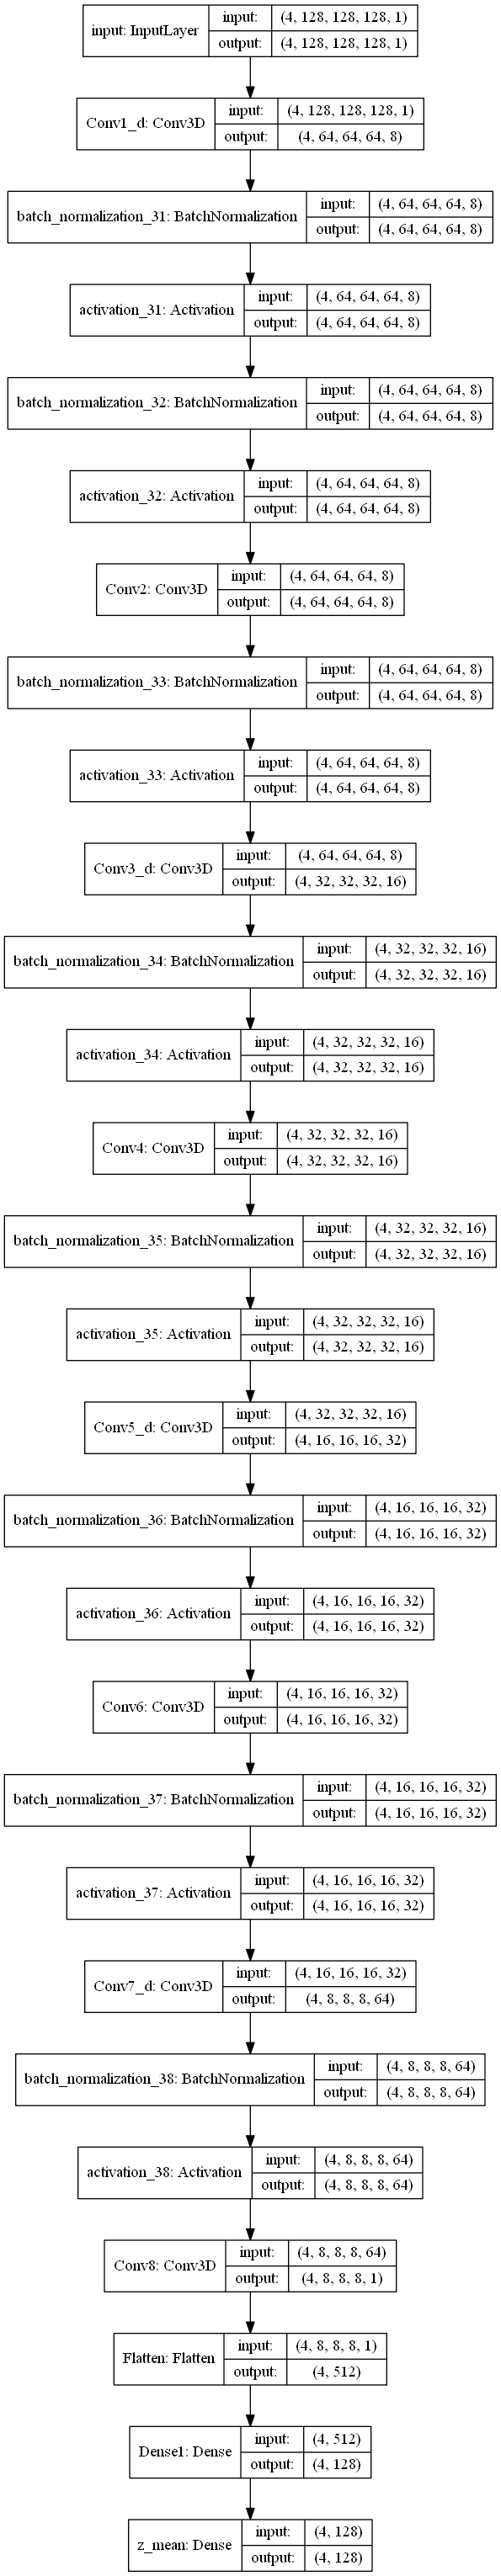 input: InputLayer
input: (4, 128, 128, 128, 1)
output: (4, 128, 128, 128, 1)
Conv1_d: Conv3D
input: (4, 128, 128, 128, 1)
output: (4, 64, 64, 64, 8)
batch_normalization_31: BatchNormalization
input: (4, 64, 64, 64, 8)
output: (4, 64, 64, 64, 8)
activation_31: Activation
input: (4, 64, 64, 64, 8)
output: (4, 64, 64, 64, 8)
batch_normalization_32: BatchNormalization
input: (4, 64, 64, 64, 8)
output: (4, 64, 64, 64, 8)
activation_32: Activation
input: (4, 64, 64, 64, 8)
output: (4, 64, 64, 64, 8)
Conv2: Conv3D
input: (4, 64, 64, 64, 8)
output: (4, 64, 64, 64, 8)
batch_normalization_33: BatchNormalization
input: (4, 64, 64, 64, 8)
output: (4, 64, 64, 64, 8)
activation_33: Activation
input: (4, 64, 64, 64, 8)
output: (4, 64, 64, 64, 8)
Conv3_d: Conv3D
input: (4, 64, 64, 64, 8)
output: (4, 32, 32, 32, 16)
batch_normalization_34: BatchNormalization
input: (4, 32, 32, 32, 16)
output: (4, 32, 32, 32, 16)
activation_34: Activation
input: (4, 32, 32, 32, 16)
output: (4, 32, 32, 32, 16)
Conv4: Conv3D
input: (4, 32, 32, 32, 16)
output: (4, 32, 32, 32, 16)
batch_normalization_35: BatchNormalization
input: (4, 32, 32, 32, 16)
output: (4, 32, 32, 32, 16)
activation_35: Activation
input: (4, 32, 32, 32, 16)
output: (4, 32, 32, 32, 16)
Conv5_d: Conv3D
input: (4, 32, 32, 32, 16)
output: (4, 16, 16, 16, 32)
batch_normalization_36: BatchNormalization
input: (4, 16, 16, 16, 32)
output: (4, 16, 16, 16, 32)
activation_36: Activation
input: (4, 16, 16, 16, 32)
output: (4, 16, 16, 16, 32)
Conv6: Conv3D
input: (4, 16, 16, 16, 32)
output: (4, 16, 16, 16, 32)
batch_normalization_37: BatchNormalization
input: (4, 16, 16, 16, 32)
output: (4, 16, 16, 16, 32)
activation_37: Activation
input: (4, 16, 16, 16, 32)
output: (4, 16, 16, 16, 32)
Conv7_d: Conv3D
input: (4, 16, 16, 16, 32)
output: (4, 8, 8, 8, 64)
batch_normalization_38: BatchNormalization
input: (4, 8, 8, 8, 64)
output: (4, 8, 8, 8, 64)
activation_38: Activation
input: (4, 8, 8, 8, 64)
output: (4, 8, 8, 8, 64)
Conv8: Conv3D
input: (4, 8, 8, 8, 64)
output: (4, 8, 8, 8, 1)
Flatten: Flatten
input: (4, 8, 8, 8, 1)
output: (4, 512)
Dense1: Dense
input: (4, 512)
output: (4, 128)
z_mean: Dense
input: (4, 128)
output: (4, 128)